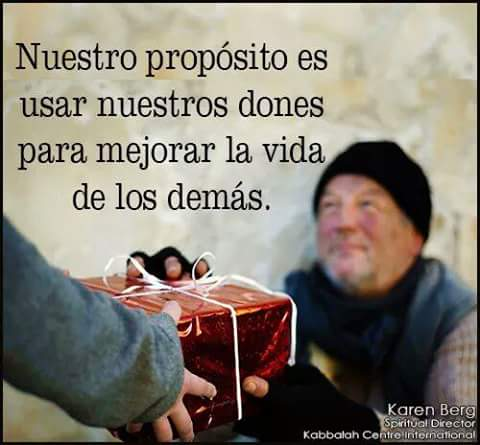 Nuestro propósito es
usar nuestros dones
para mejorar la vida
de los demás.
Karen Berg
Spiritual Director
Kabbalah Centre International